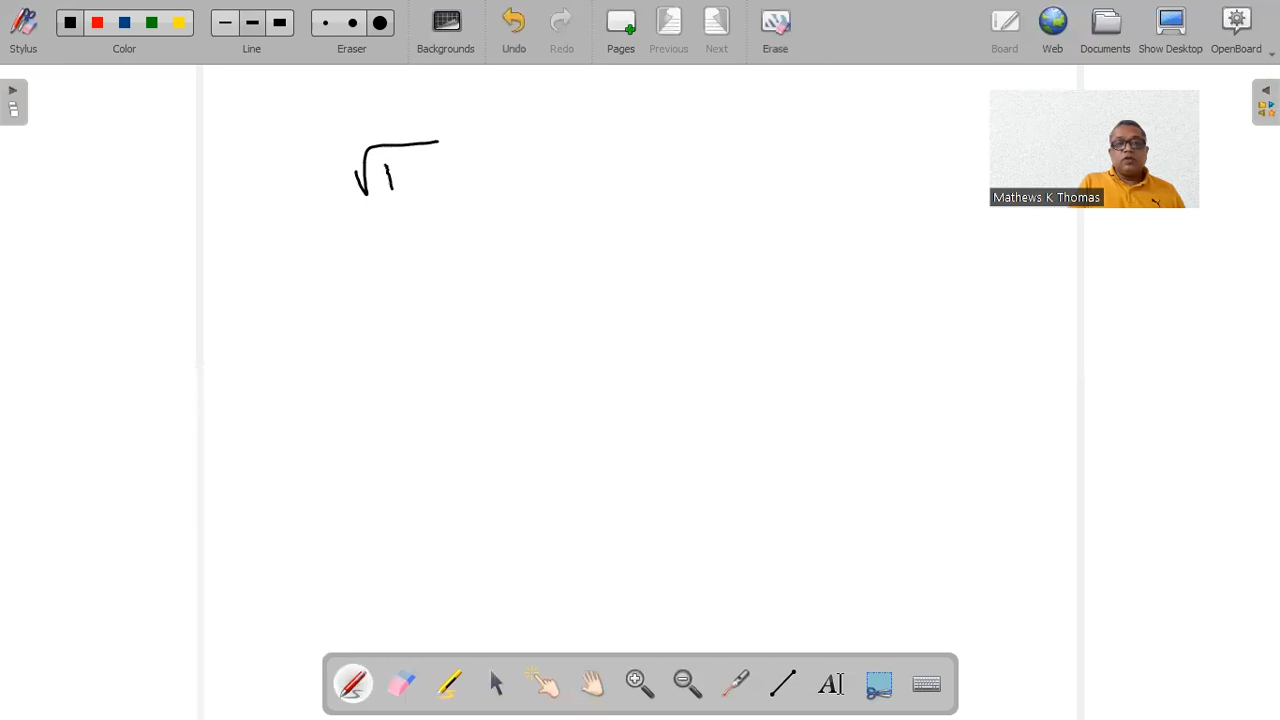 Stylus Color Line Eraser Backgrounds Undo Redo Pages Previous Next Erase Board Web Documents Show Desktop OpenBoard
√1
Mathews K Thomas